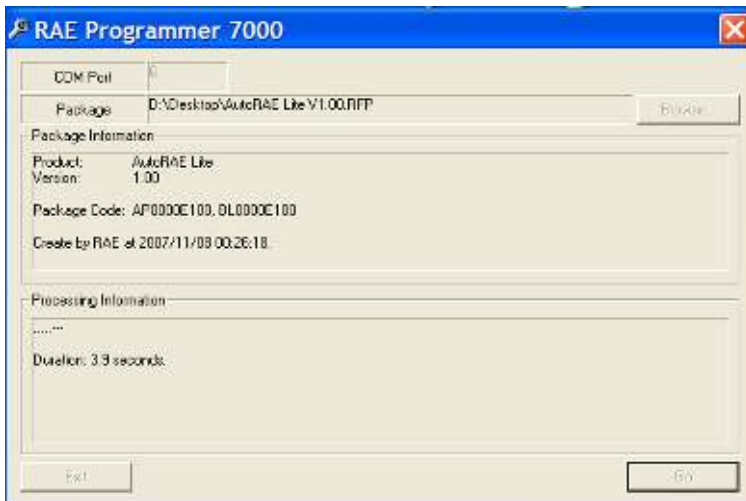 RAE Programmer 7000
COM Port
Package
D:\Desktop\AutoRAE Lite V1.00.RFP
Browse
Package Information
Product: AutoRAE Lite
Version: 1.00
Package Code: AP0000E100, BL0000E100
Create by RAE at 2007/11/08 00:26:18.
Processing Information
........
Duration: 3.9 seconds.
Exit
Go